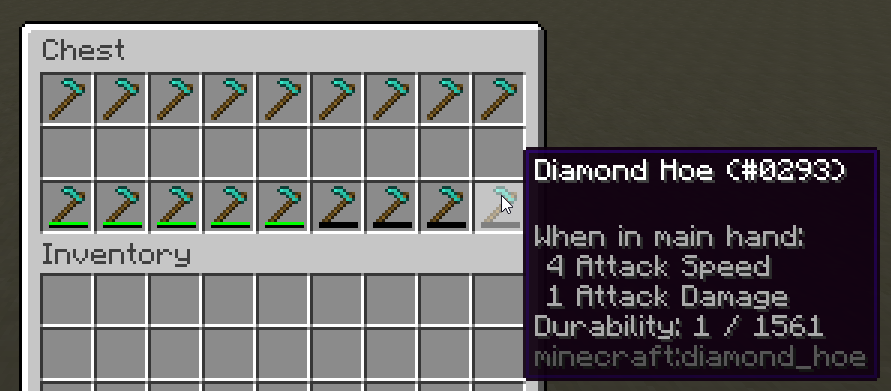 Chest
Diamond Hoe (#0293)
When in main hand:
4 Attack Speed
1 Attack Damage
Durability: 1 / 1561
minecraft:diamond_hoe
Inventory